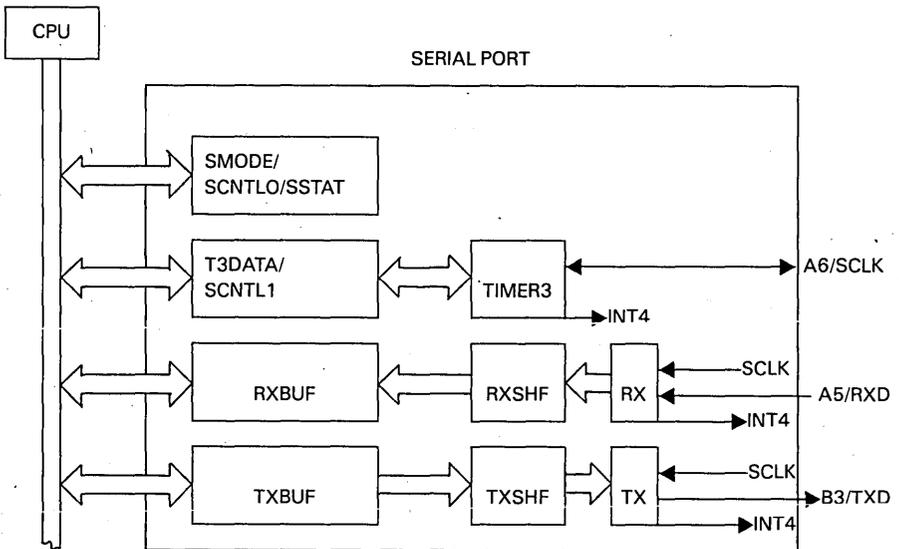 CPU
SERIAL PORT
SMODE/
SCNTLO/SSTAT
T3DATA/
SCNTL1
TIMER3
A6/SCLK
INT4
RXBUF
RXSHF
RX
SCLK
A5/RXD
INT4
TXBUF
TXSHF
TX
SCLK
B3/TXD
INT4